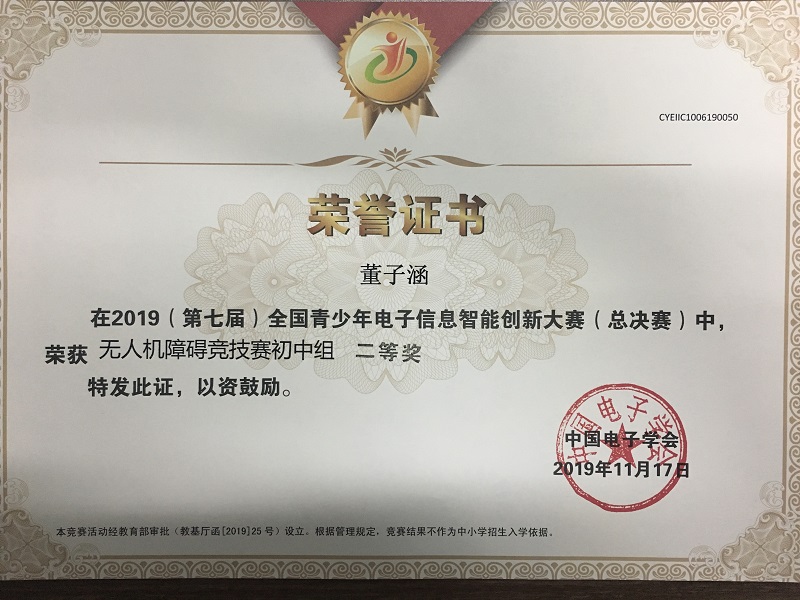 CYEIIC1006190050
荣誉证书
董子涵
在2019（第七届）全国青少年电子信息智能创新大赛（总决赛）中，
荣获 无人机障碍竞技赛初中组 二等奖
特发此证，以资鼓励。
中国电子学会
中国电子学会
2019年11月17日
本竞赛活动经教育部审批（教基厅函[2019]25号）设立。根据管理规定，竞赛结果不作为中小学招生入学依据。